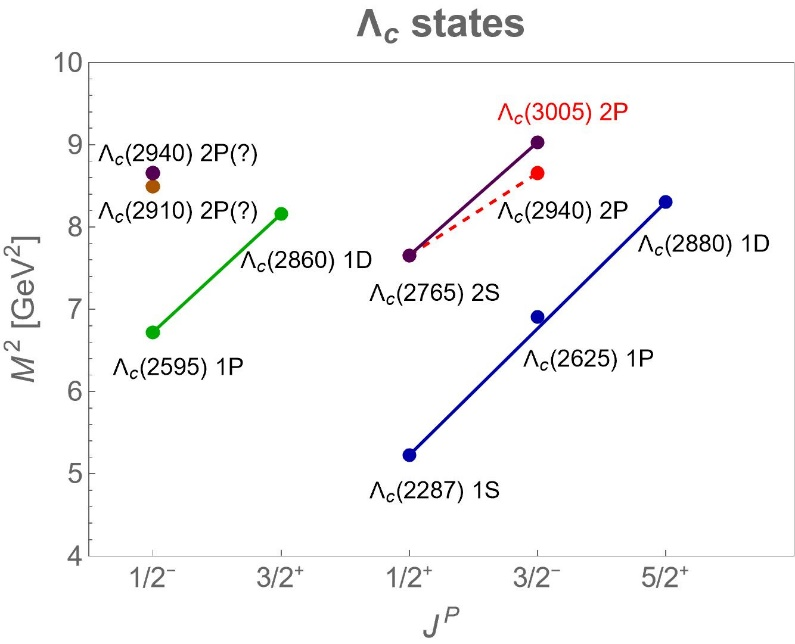 Λc states
10
9
8
7
6
5
4
M² [GeV²]
Λc(3005) 2P
Λc(2940) 2P(?)
Λc(2910) 2P(?)
Λc(2940) 2P
Λc(2880) 1D
Λc(2860) 1D
Λc(2765) 2S
Λc(2595) 1P
Λc(2625) 1P
Λc(2287) 1S
1/2⁻ 3/2⁺ 1/2⁺ 3/2⁻ 5/2⁺
Jᴾ